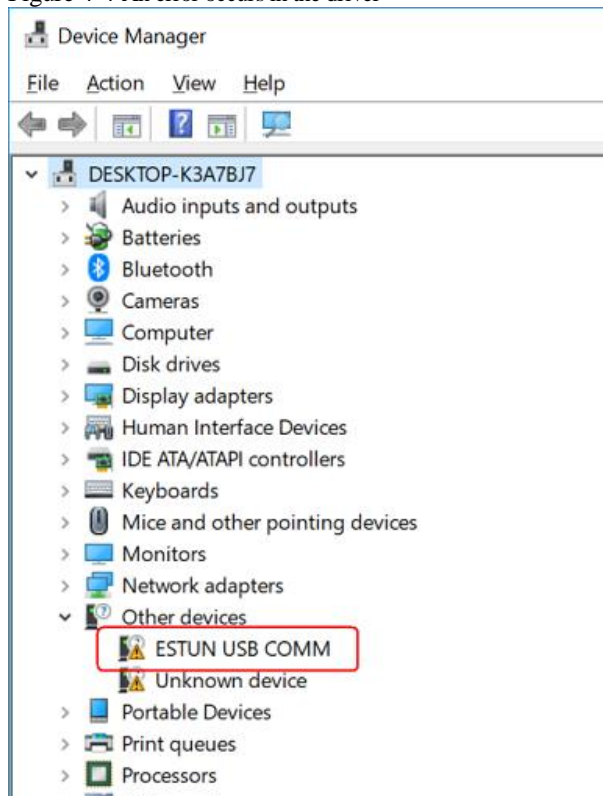 Device Manager
File Action View Help
DESKTOP-K3A7BJ7
Audio inputs and outputs
Batteries
Bluetooth
Cameras
Computer
Disk drives
Display adapters
Human Interface Devices
IDE ATA/ATAPI controllers
Keyboards
Mice and other pointing devices
Monitors
Network adapters
Other devices
ESTUN USB COMM
Unknown device
Portable Devices
Print queues
Processors